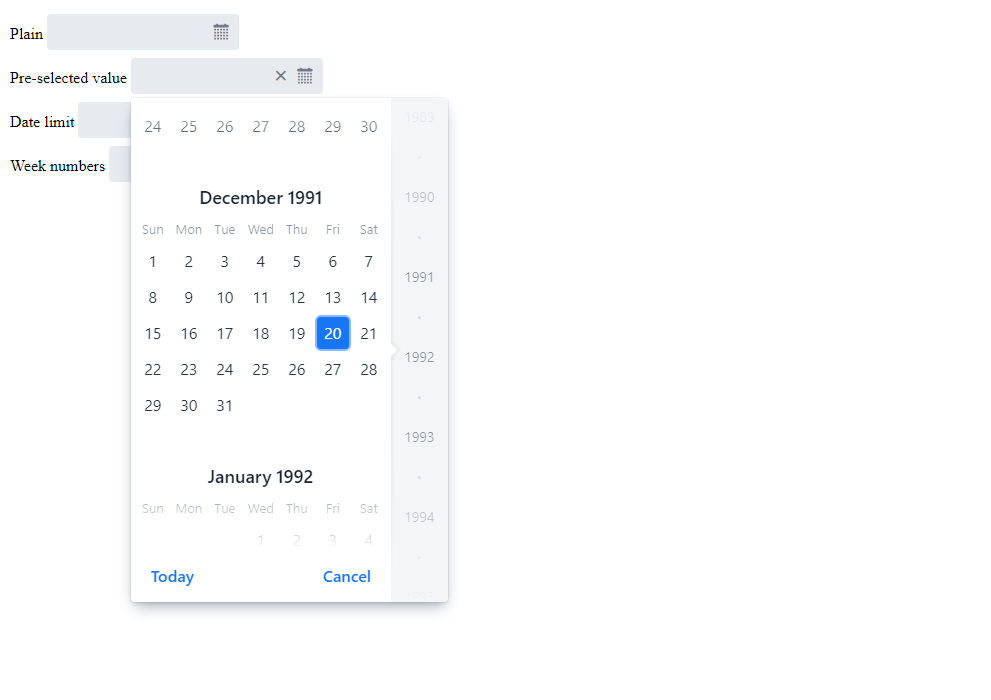 Plain
Pre-selected value
Date limit
Week numbers
24 25 26 27 28 29 30
December 1991
Sun Mon Tue Wed Thu Fri Sat
1 2 3 4 5 6 7
8 9 10 11 12 13 14
15 16 17 18 19 20 21
22 23 24 25 26 27 28
29 30 31
January 1992
Sun Mon Tue Wed Thu Fri Sat
1 2 3 4
Today Cancel
1989
1990
1991
1992
1993
1994